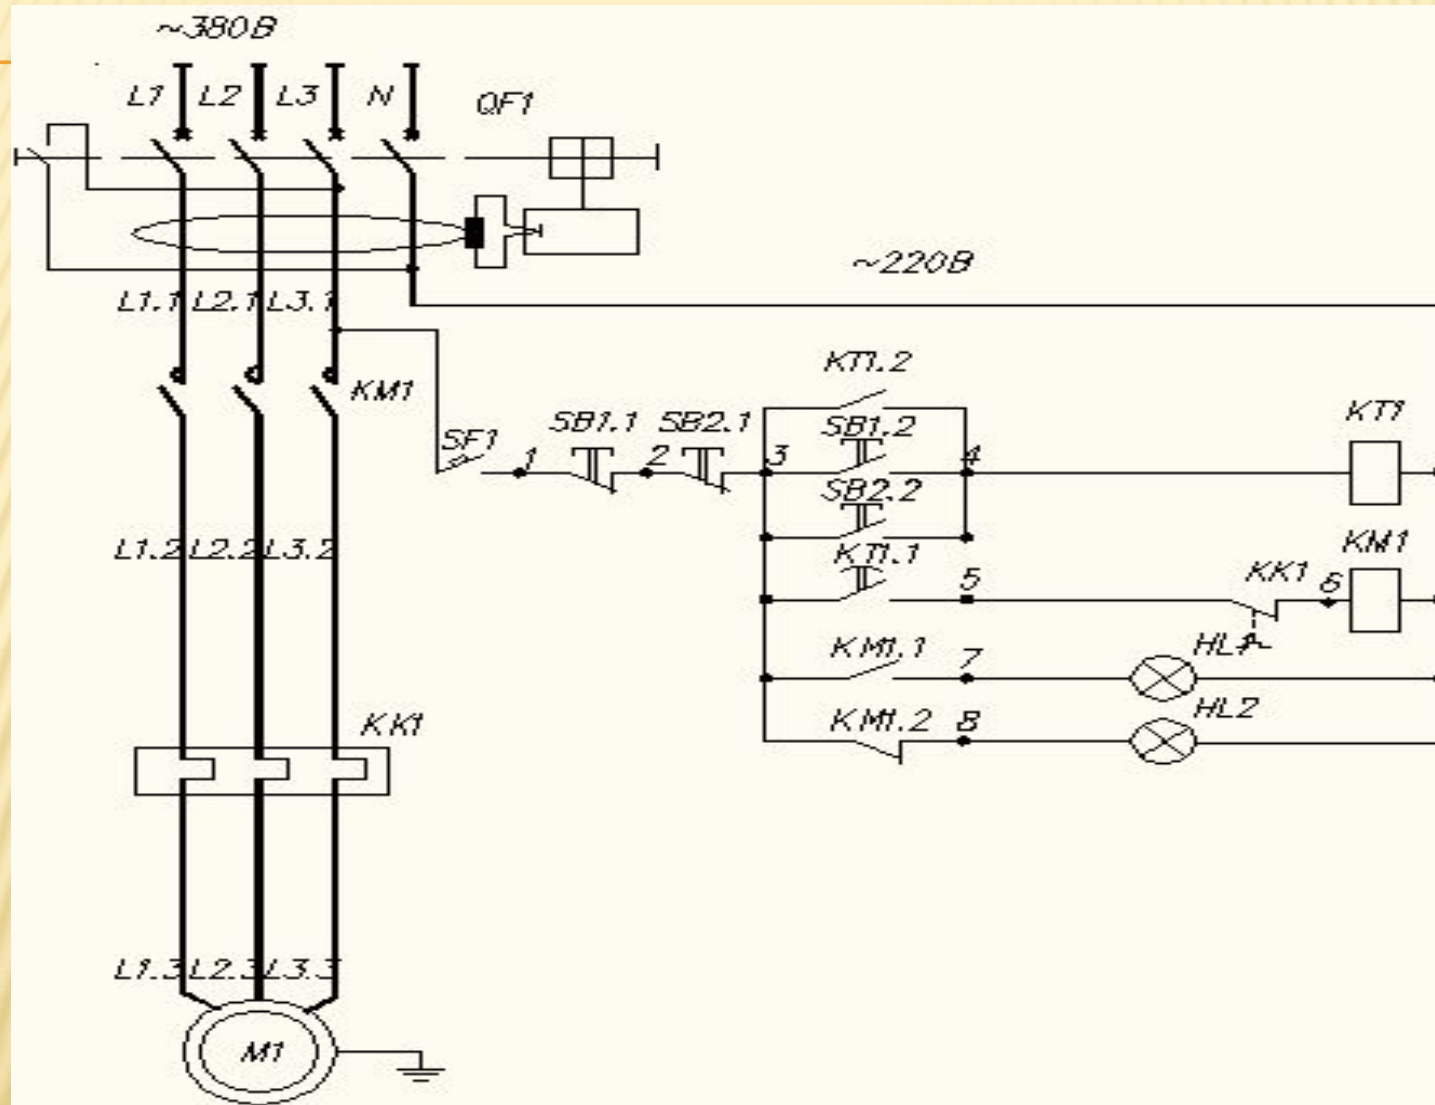 ~380В
L1 L2 L3 N QF1
~220В
L1.1 L2.1 L3.1
KT1.2
KM1
KT1
SB1.1 SB2.1 SB1.2
SF1 1 2 3 4
SB2.2
L1.2 L2.2 L3.2
KT1.1
KM1
5 KK1 6
KM1.1 7 HL1
KM1.2 8 HL2
KK1
L1.3 L2.3 L3.3
M1